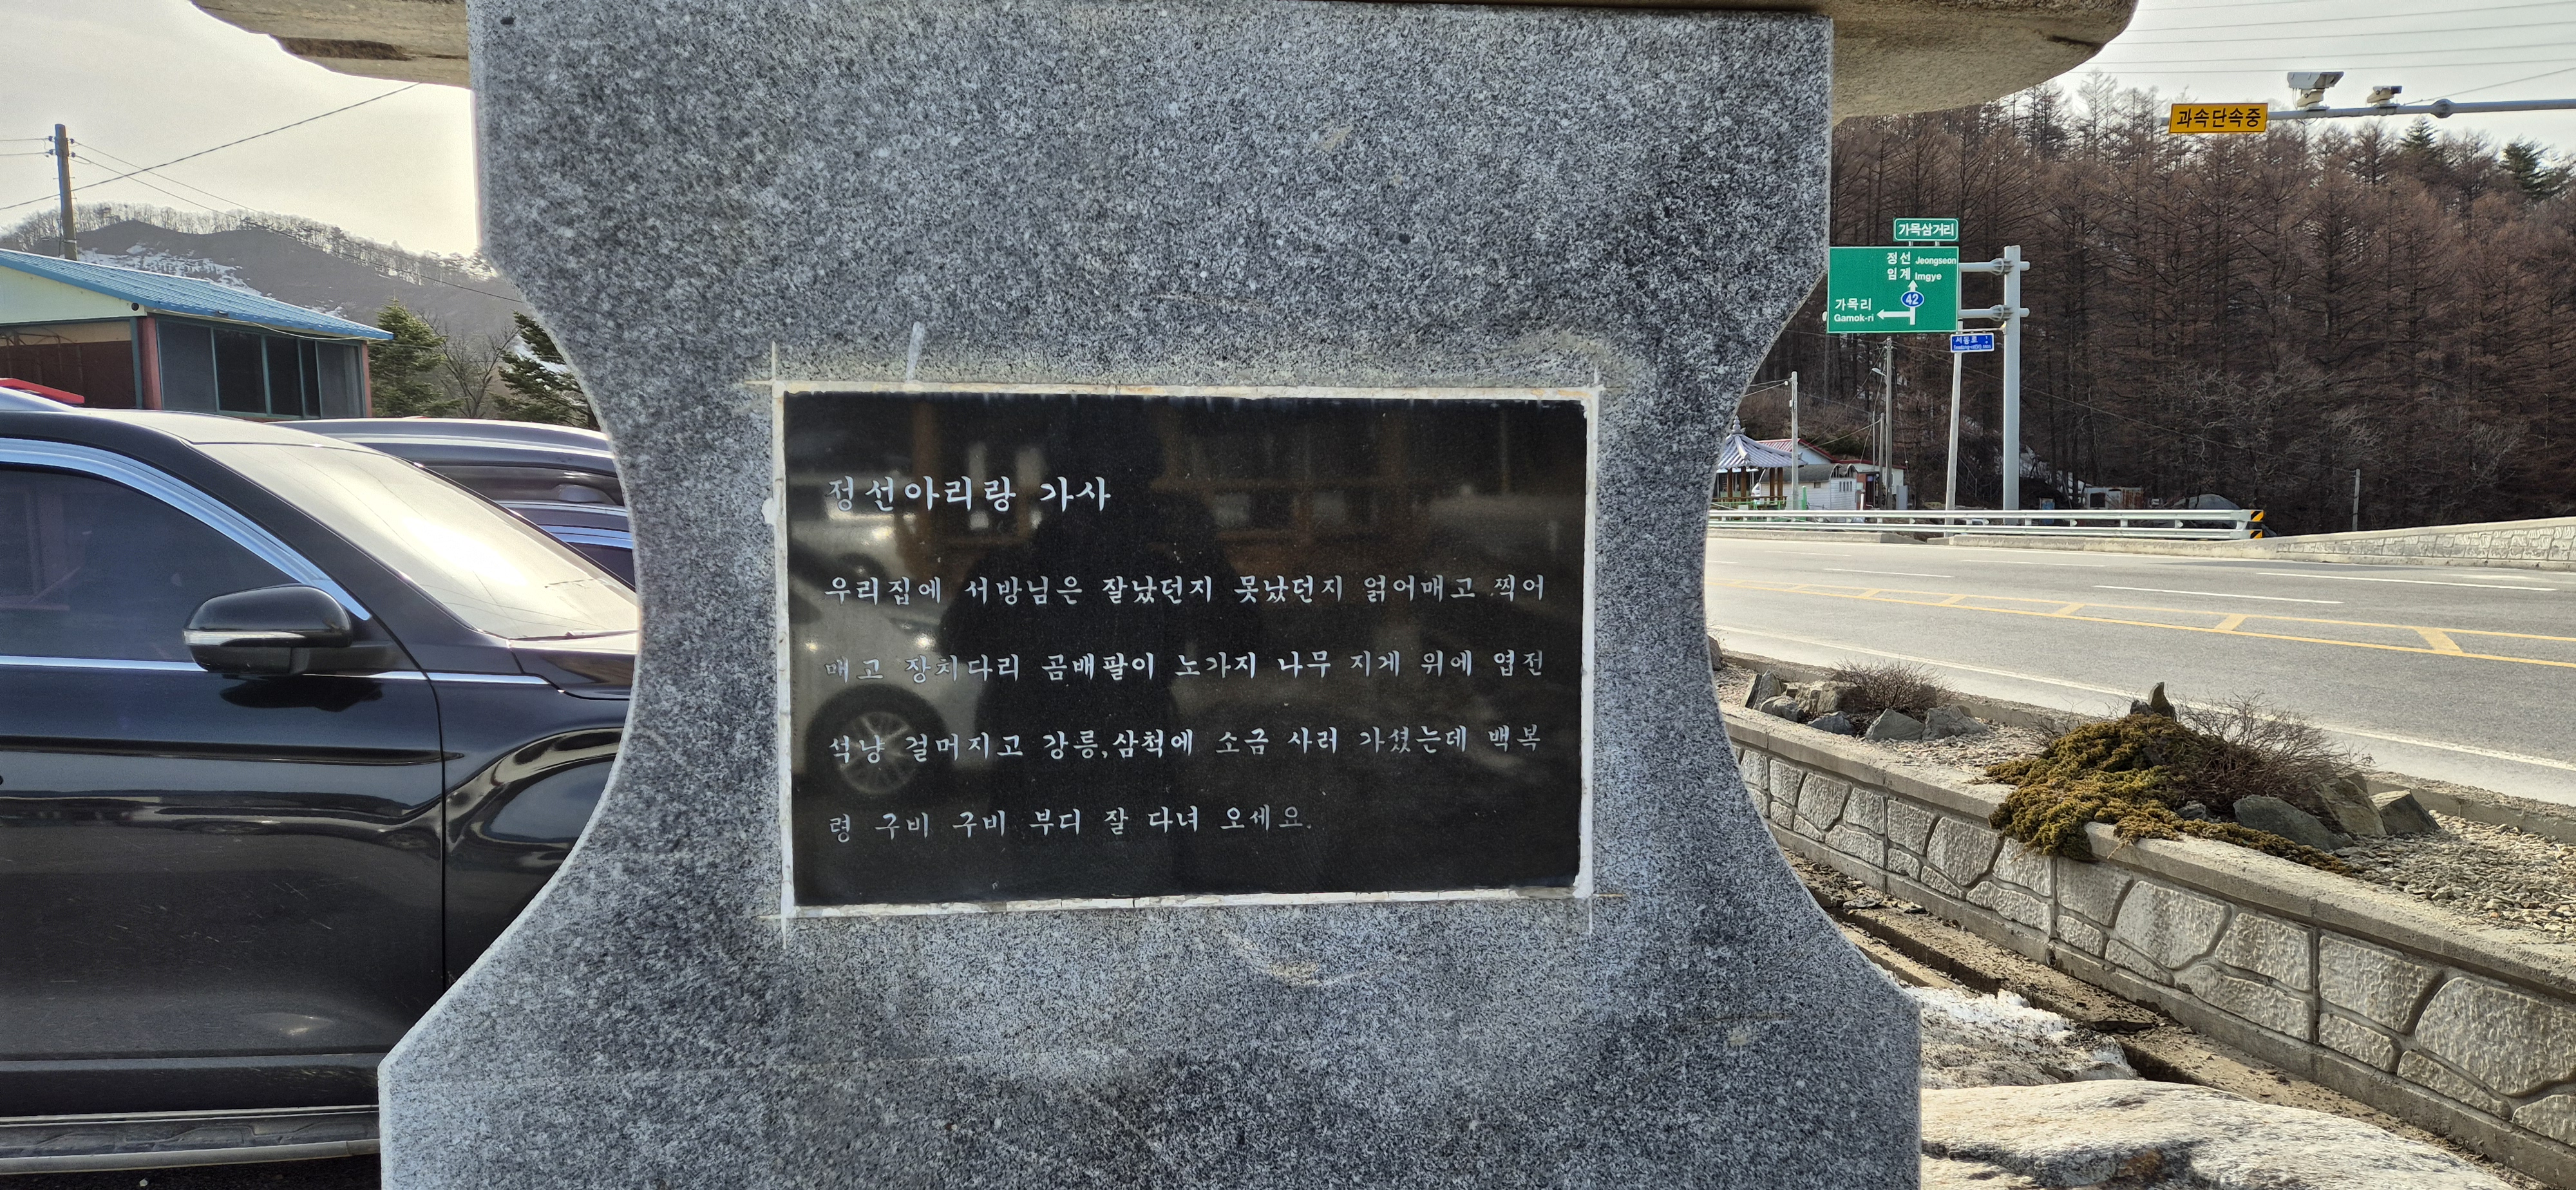 과속단속중
가목삼거리
정선 Jeongseon
임계 Imgye
42
가목리
Gamok-ri
서동로
정선아리랑 가사
우리집에 서방님은 잘났던지 못났던지 얽어매고 찍어
매고 장치다리 곰배팔이 노가지 나무 지게 위에 엽전
석냥 걸머지고 강릉,삼척에 소금 사러 가셨는데 백복
령 구비 구비 부디 잘 다녀 오세요.